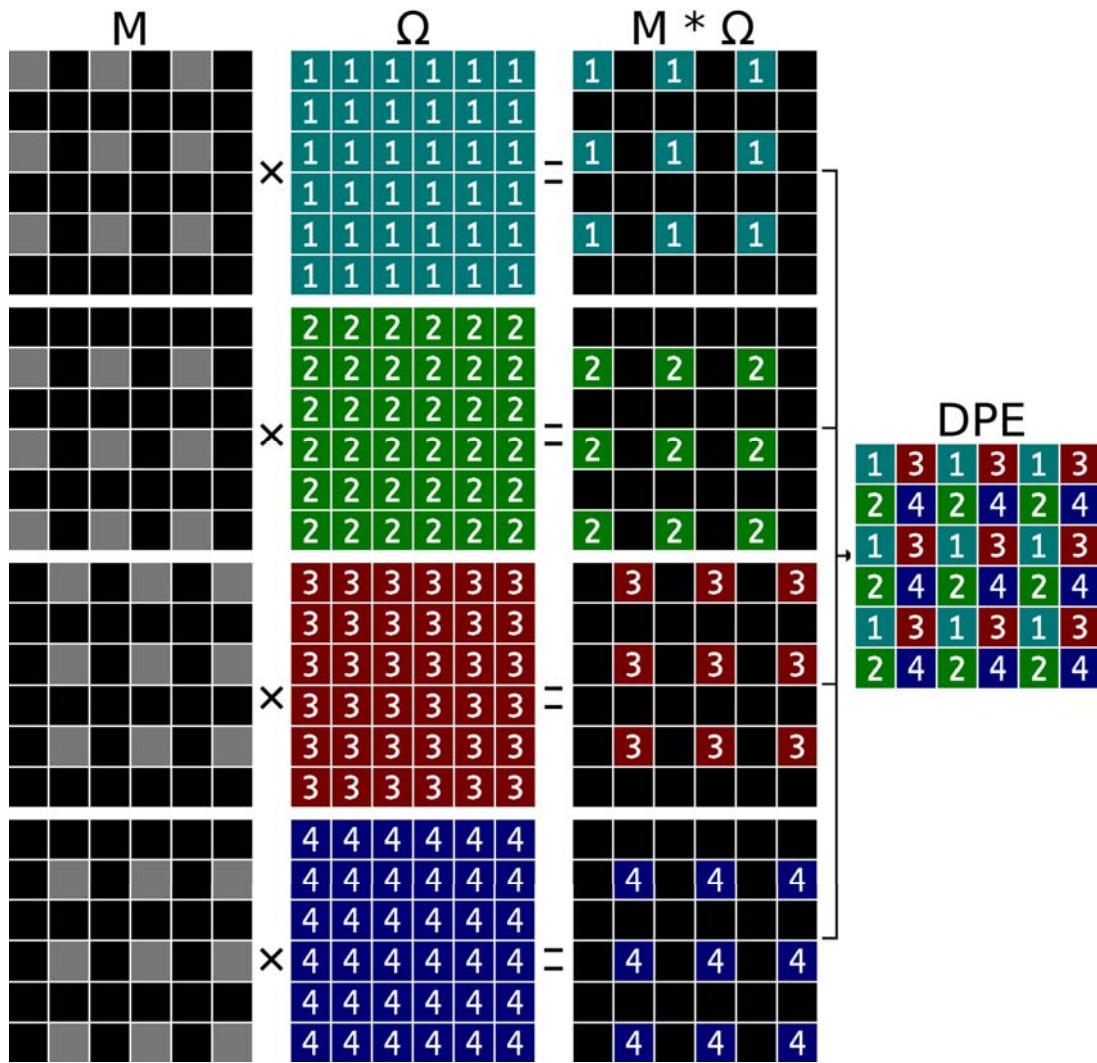 M Ω M * Ω
1 1 1 1 1 1 1 1 1
1 1 1 1 1 1
× 1 1 1 1 1 1 = 1 1 1
1 1 1 1 1 1
1 1 1 1 1 1 1 1 1
1 1 1 1 1 1
2 2 2 2 2 2
2 2 2 2 2 2 2 2 2
2 2 2 2 2 2
× 2 2 2 2 2 2 = 2 2 2
2 2 2 2 2 2
2 2 2 2 2 2 2 2 2
3 3 3 3 3 3 3 3 3
3 3 3 3 3 3
3 3 3 3 3 3 3 3 3
× 3 3 3 3 3 3 =
3 3 3 3 3 3 3 3 3
3 3 3 3 3 3
4 4 4 4 4 4
4 4 4 4 4 4 4 4 4
4 4 4 4 4 4
× 4 4 4 4 4 4 = 4 4 4
4 4 4 4 4 4
4 4 4 4 4 4 4 4 4
DPE
1 3 1 3 1 3
2 4 2 4 2 4
1 3 1 3 1 3
2 4 2 4 2 4
1 3 1 3 1 3
2 4 2 4 2 4